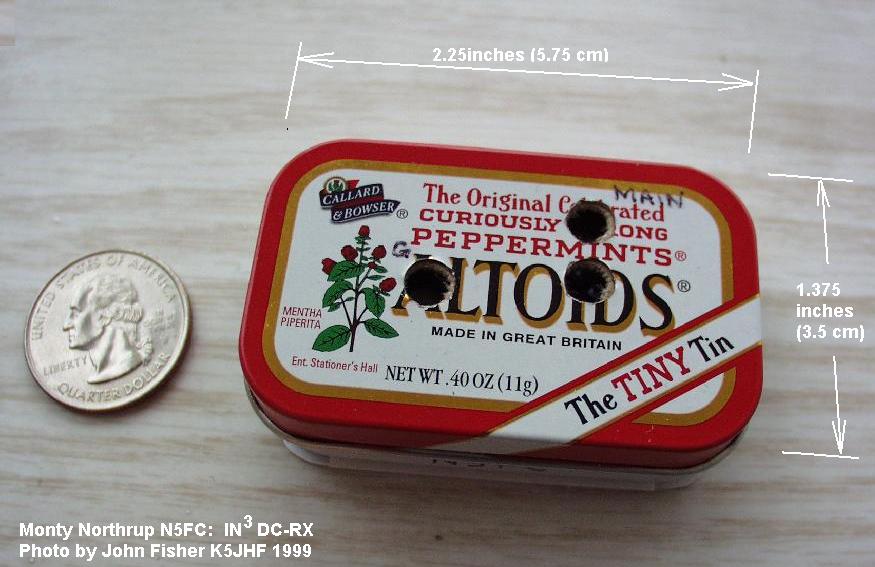 2.25inches (5.75 cm)
1.375
inches
(3.5 cm)
MAIN
CALLARD
& BOWSER®
The Original
CURIOUSLY
PEPPERMINTS®
G
ALTOIDS®
MADE IN GREAT BRITAIN
MENTHA
PIPERITA
Ent. Stationer's Hall
NET WT .40 OZ (11g)
The TINY Tin
UNITED STATES OF AMERICA
LIBERTY
QUARTER DOLLAR
Monty Northrup N5FC: IN³ DC-RX
Photo by John Fisher K5JHF 1999